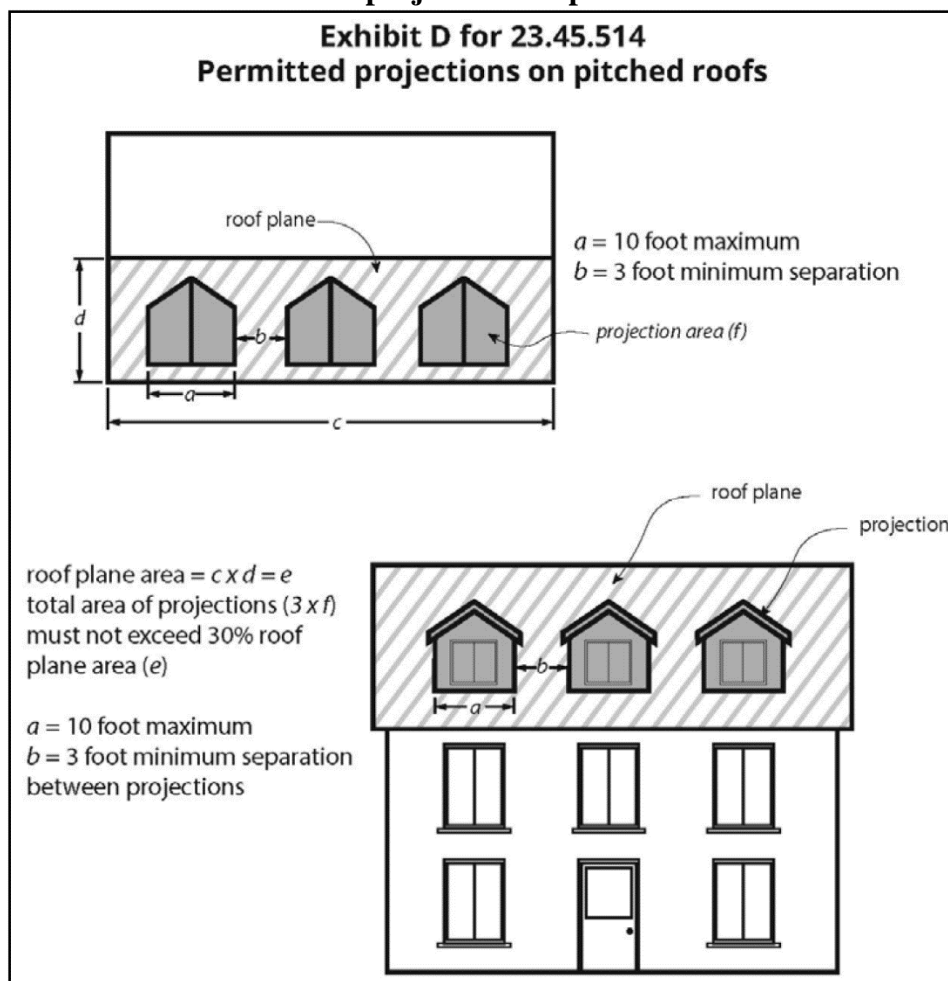 Exhibit D for 23.45.514
Permitted projections on pitched roofs
roof plane
a = 10 foot maximum
b = 3 foot minimum separation
d
b
projection area (f)
a
c
roof plane
projection
roof plane area = c x d = e
total area of projections (3 x f)
must not exceed 30% roof
plane area (e)
b
a
a = 10 foot maximum
b = 3 foot minimum separation
between projections